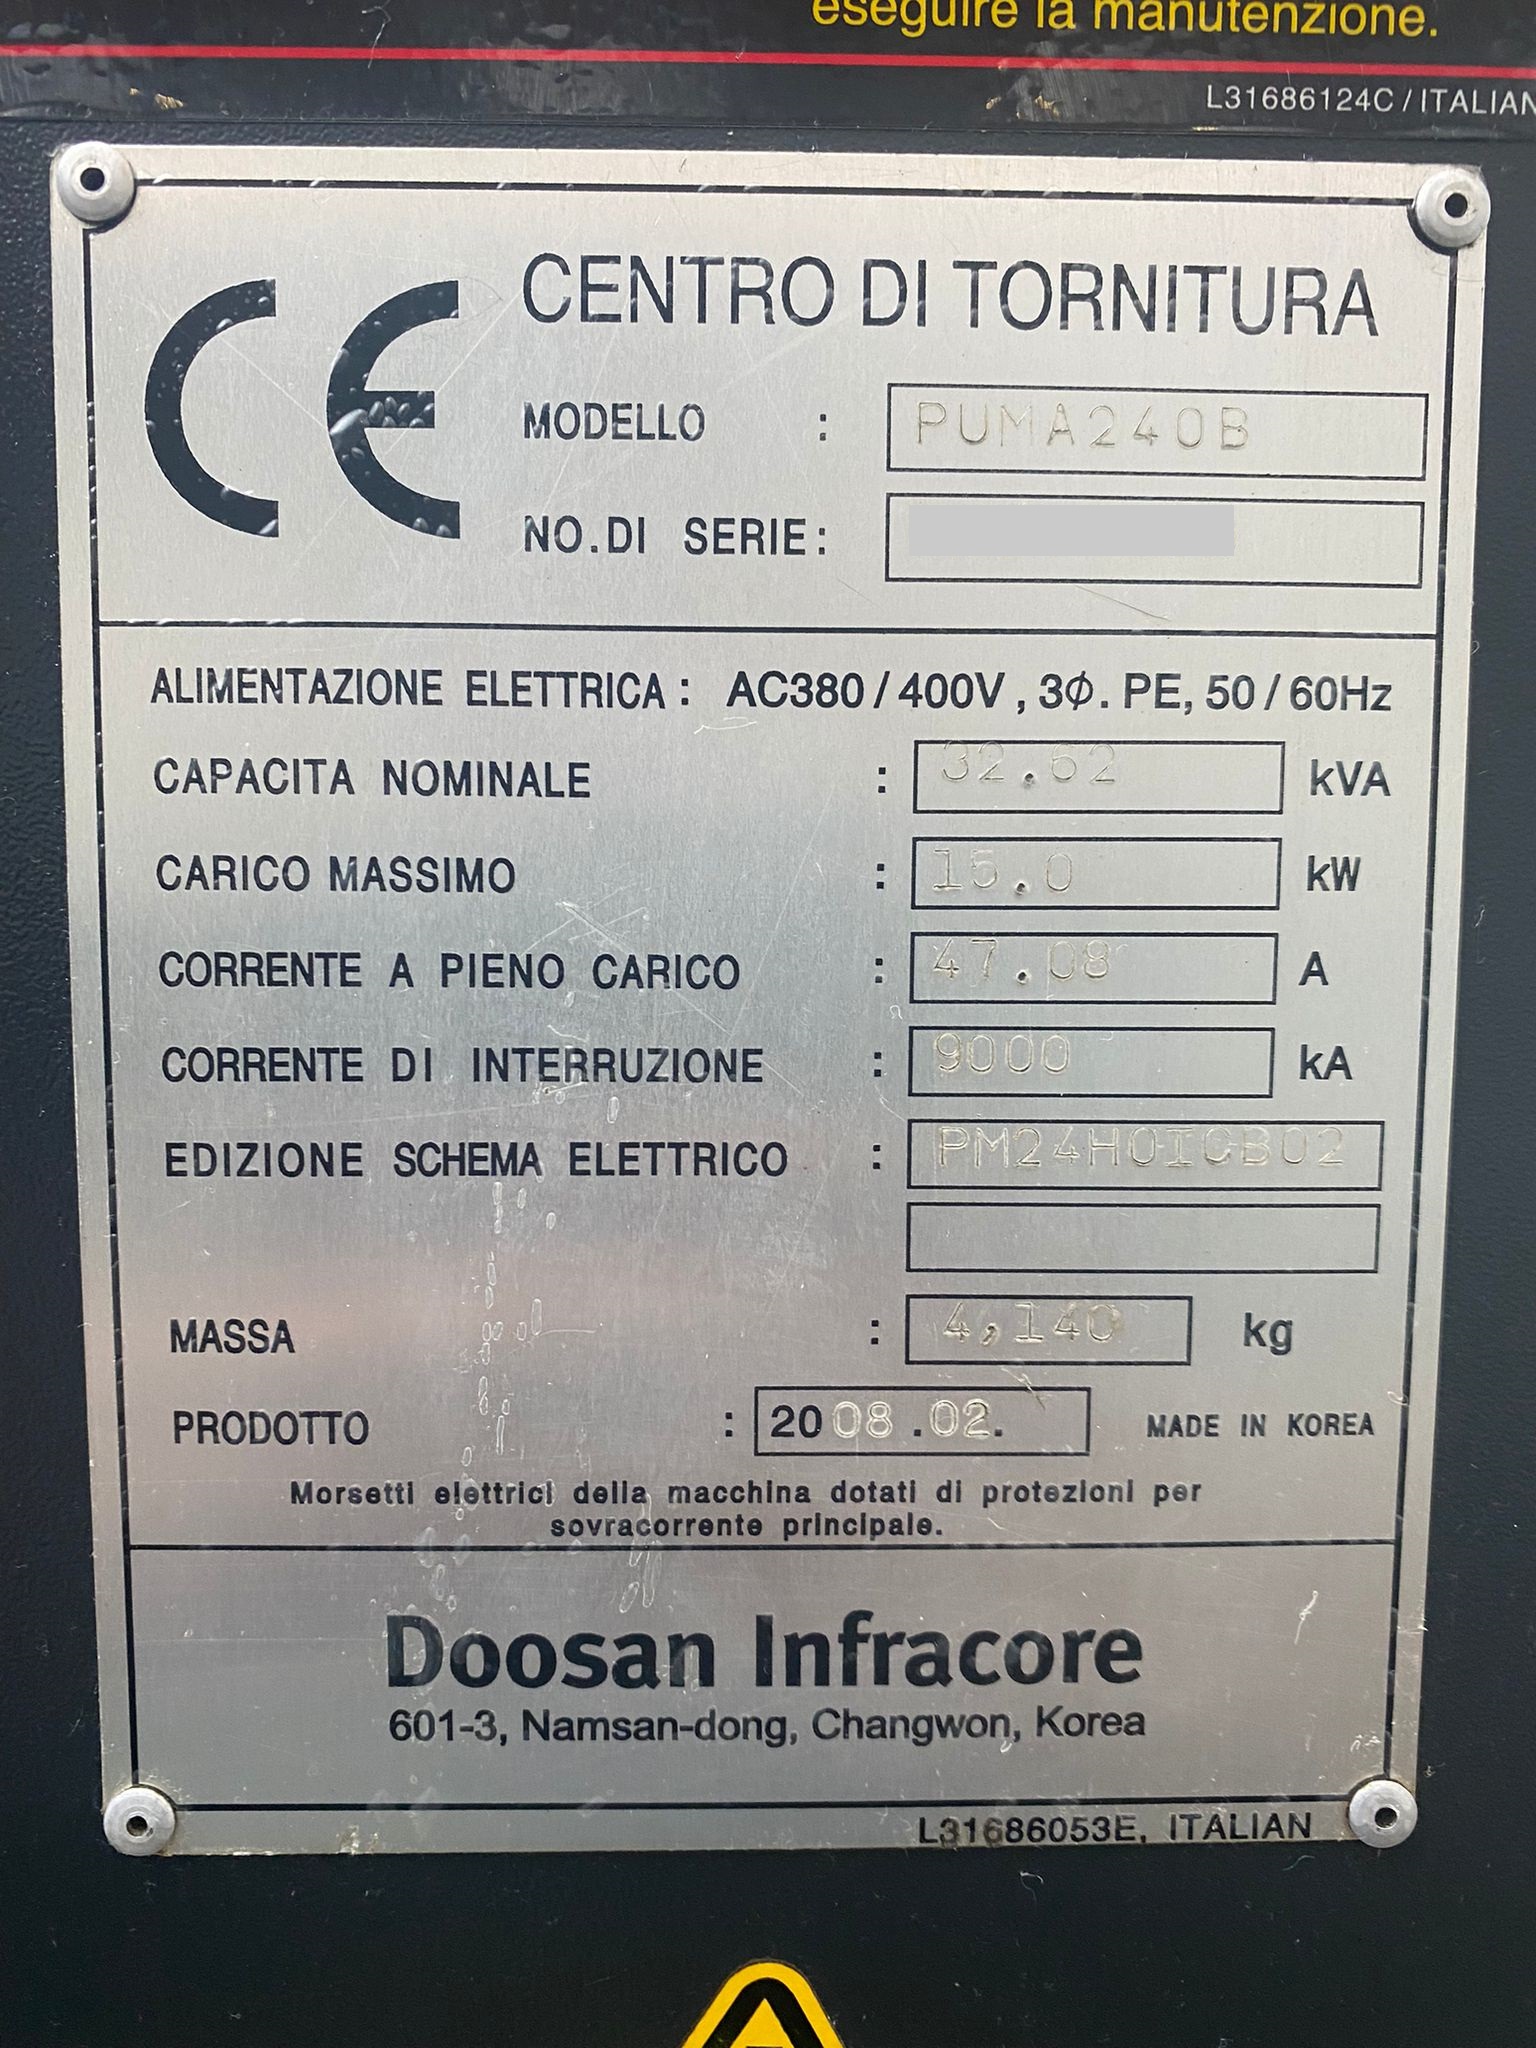 eseguire la manutenzione.
L31686124C / ITALIAN
CE
CENTRO DI TORNITURA
MODELLO : PUMA240B
NO.DI SERIE:
ALIMENTAZIONE ELETTRICA : AC380 / 400V , 3Φ. PE, 50 / 60Hz
CAPACITA NOMINALE : 32.62 kVA
CARICO MASSIMO : 15.0 kW
CORRENTE A PIENO CARICO : 47.08 A
CORRENTE DI INTERRUZIONE : 9000 kA
EDIZIONE SCHEMA ELETTRICO : PM24H0ICB02
MASSA : 4,140 kg
PRODOTTO : 2008.02. MADE IN KOREA
Morsetti elettrici della macchina dotati di protezioni per
sovracorrente principale.
Doosan Infracore
601-3, Namsan-dong, Changwon, Korea
L31686053E, ITALIAN